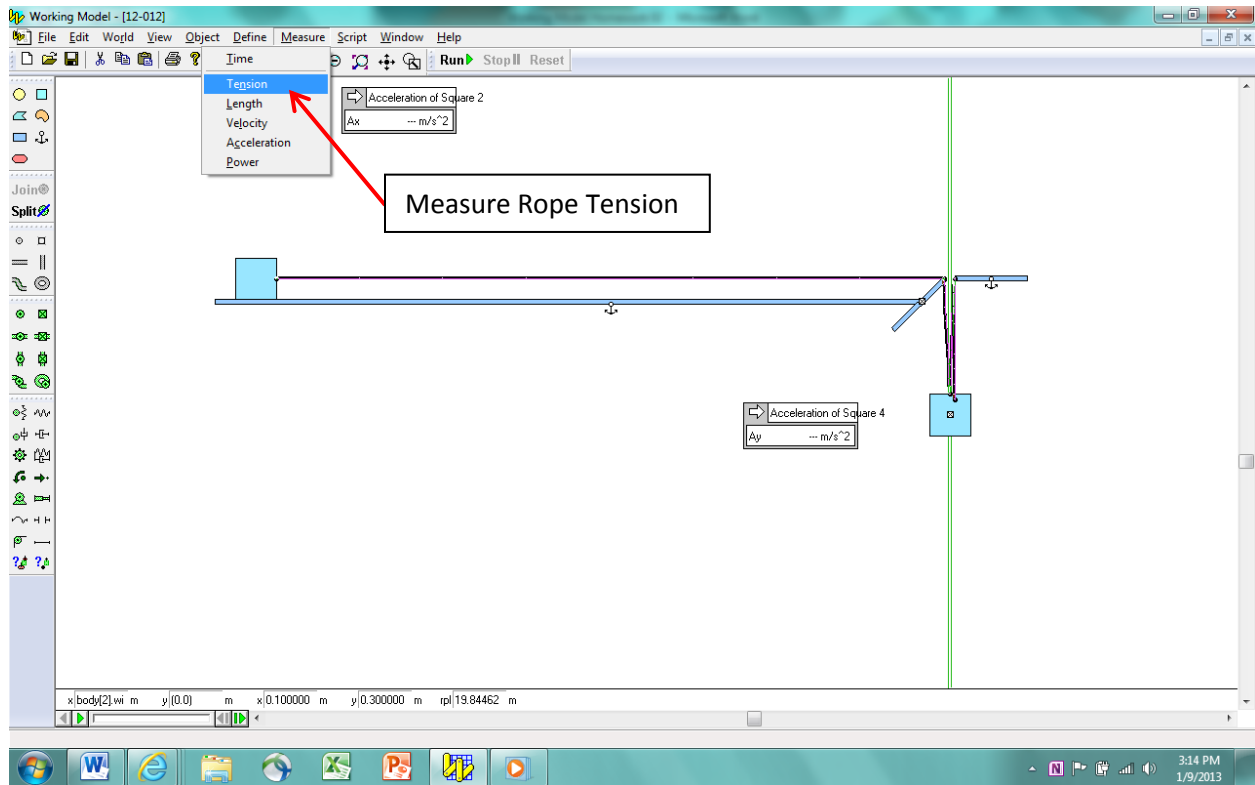 Working Model - [12-012]
File Edit World View Object Define Measure Script Window Help
Run Stop Reset
Time
Tension
Length
Velocity
Acceleration
Power
Acceleration of Square 2
Ax --- m/s^2
Measure Rope Tension
Join
Split
Acceleration of Square 4
Ay --- m/s^2
x body[2].wi m y (0.0) m x 0.100000 m y 0.300000 m rpl 19.84462 m
3:14 PM
1/9/2013